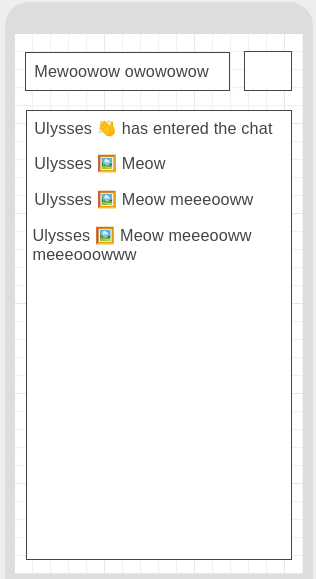 Mewoowow owowowow
Ulysses 👋 has entered the chat
Ulysses 🖼️ Meow
Ulysses 🖼️ Meow meeeooww
Ulysses 🖼️ Meow meeeooww
meeeooowww